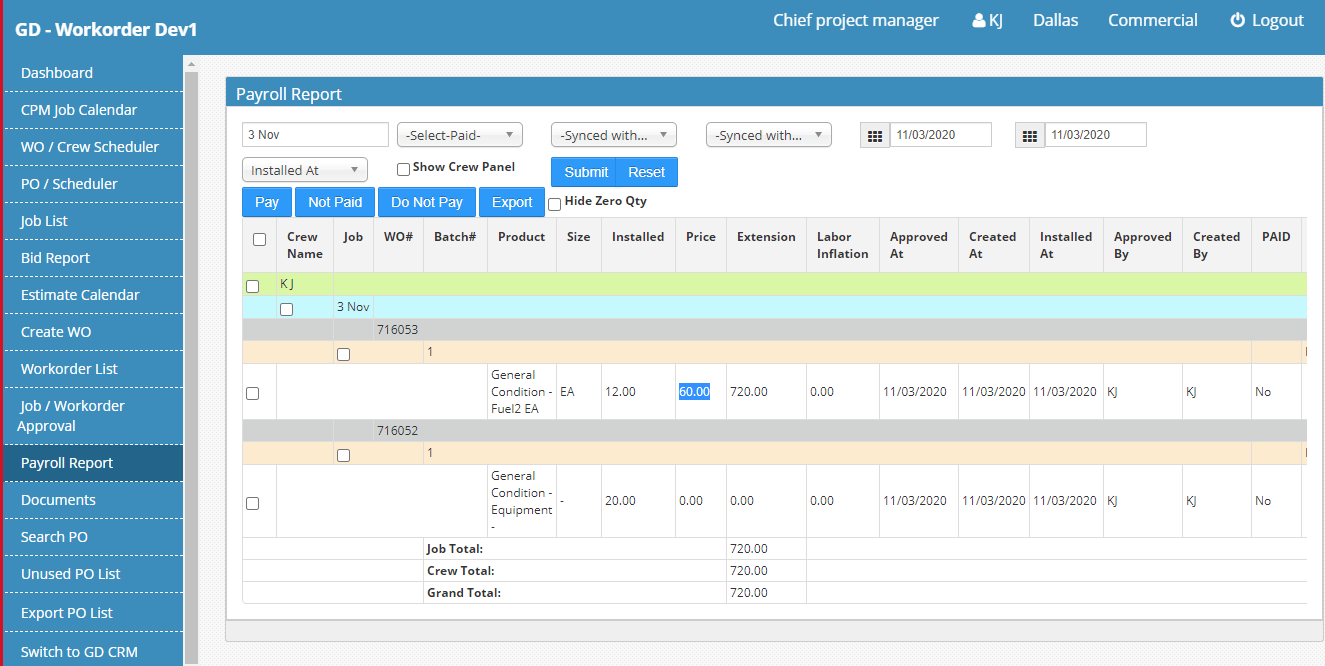 GD - Workorder Dev1
Chief project manager KJ Dallas Commercial Logout
Dashboard
CPM Job Calendar
WO / Crew Scheduler
PO / Scheduler
Job List
Bid Report
Estimate Calendar
Create WO
Workorder List
Job / Workorder
Approval
Payroll Report
Documents
Search PO
Unused PO List
Export PO List
Switch to GD CRM
Payroll Report
3 Nov -Select-Paid- -Synced with... -Synced with... 11/03/2020 11/03/2020
Installed At Show Crew Panel Submit Reset
Pay Not Paid Do Not Pay Export Hide Zero Qty
Crew Name Job WO# Batch# Product Size Installed Price Extension Labor Inflation Approved At Created At Installed At Approved By Created By PAID
KJ
3 Nov
716053
1
General
Condition -
Fuel2 EA
EA 12.00 60.00 720.00 0.00 11/03/2020 11/03/2020 11/03/2020 KJ KJ No
716052
1
General
Condition -
Equipment
-
- 20.00 0.00 0.00 0.00 11/03/2020 11/03/2020 11/03/2020 KJ KJ No
Job Total: 720.00
Crew Total: 720.00
Grand Total: 720.00